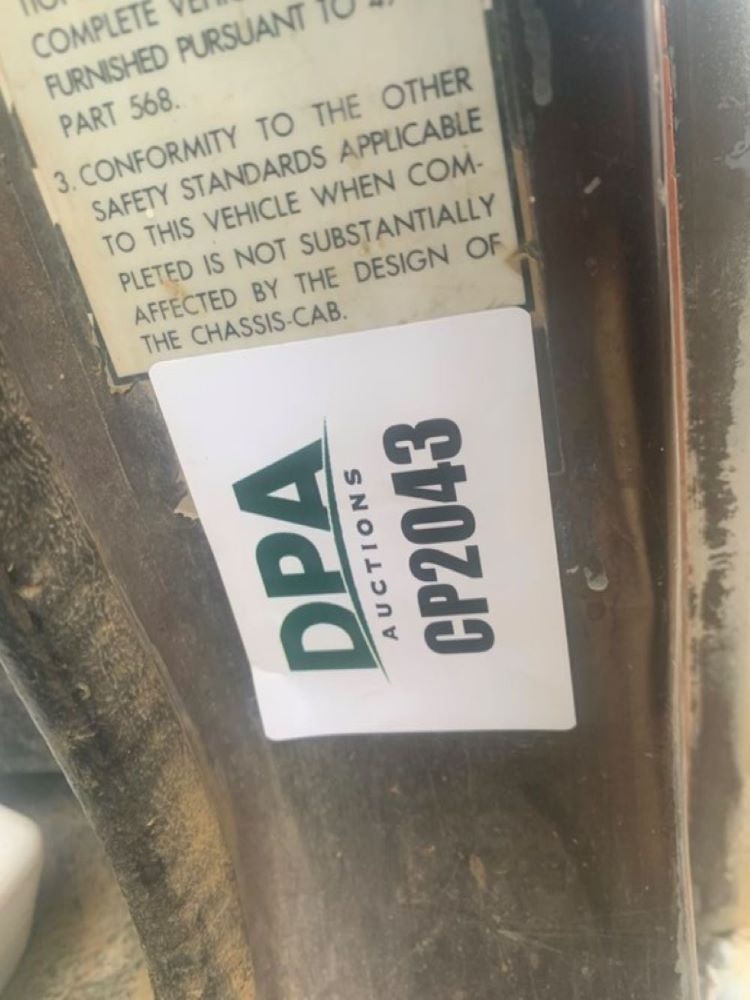 COMPLETE
FURNISHED PURSUANT TO
PART 568.
3. CONFORMITY TO THE OTHER
SAFETY STANDARDS APPLICABLE
TO THIS VEHICLE WHEN COM-
PLETED IS NOT SUBSTANTIALLY
AFFECTED BY THE DESIGN OF
THE CHASSIS-CAB.
DPA
AUCTIONS
CP2043